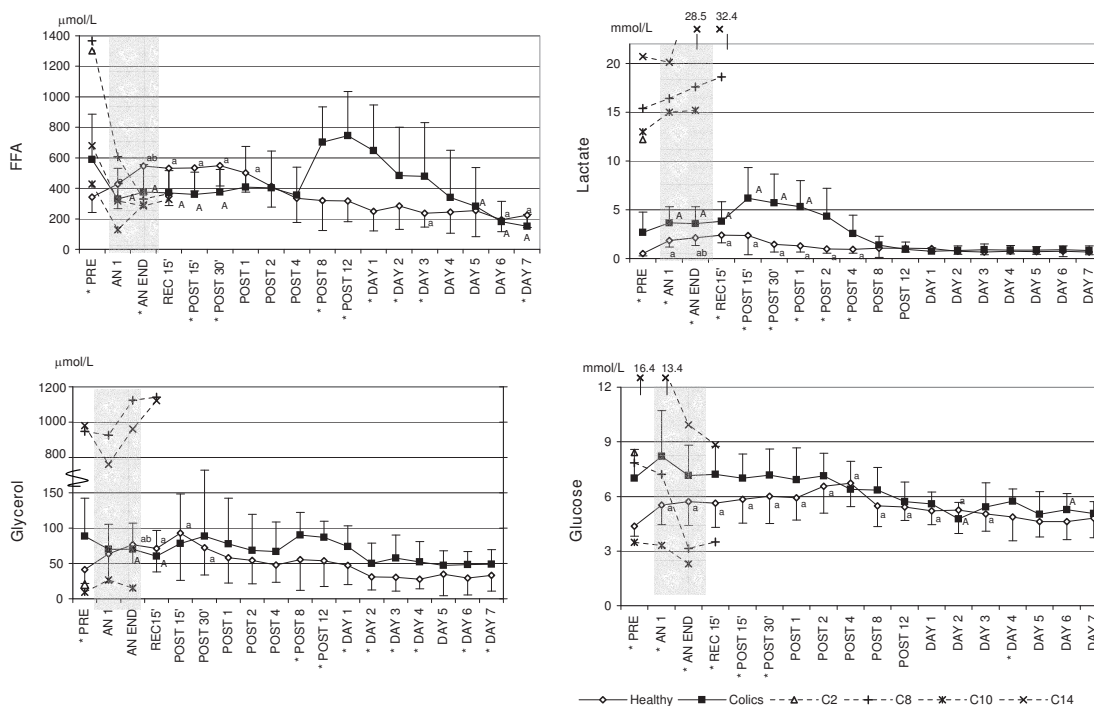 µmol/L
FFA
1400
1200
1000
800
600
400
200
0
ab
a
a
a
a
A
A
A
A
a
A
A
* PRE
AN 1
* AN END
REC 15'
* POST 15'
* POST 30'
POST 1
POST 2
POST 4
* POST 8
* POST 12
* DAY 1
* DAY 2
* DAY 3
DAY 4
DAY 5
DAY 6
* DAY 7
mmol/L
28.5 32.4
Lactate
20
15
10
5
0
A
A
A
A
A
A
a
ab
a
a
a
a
a
a
* PRE
* AN 1
* AN END
* REC15'
* POST 15'
* POST 30'
* POST 1
* POST 2
* POST 4
POST 8
POST 12
DAY 1
DAY 2
DAY 3
DAY 4
DAY 5
DAY 6
DAY 7
µmol/L
Glycerol
1200
1000
800
150
100
50
0
ab
a
a
a
A
A
* PRE
AN 1
AN END
REC15'
POST 15'
POST 30'
POST 1
POST 2
POST 4
* POST 8
* POST 12
* DAY 1
* DAY 2
* DAY 3
* DAY 4
DAY 5
* DAY 6
* DAY 7
mmol/L
16.4 13.4
Glucose
12
9
6
3
0
a
a
a
a
a
a
a
a
a
a
a
* PRE
* AN 1
* AN END
* REC 15'
* POST 15'
* POST 30'
POST 1
POST 2
POST 4
POST 8
POST 12
DAY 1
DAY 2
DAY 3
* DAY 4
DAY 5
DAY 6
DAY 7
Healthy Colics C2 C8 C10 C14